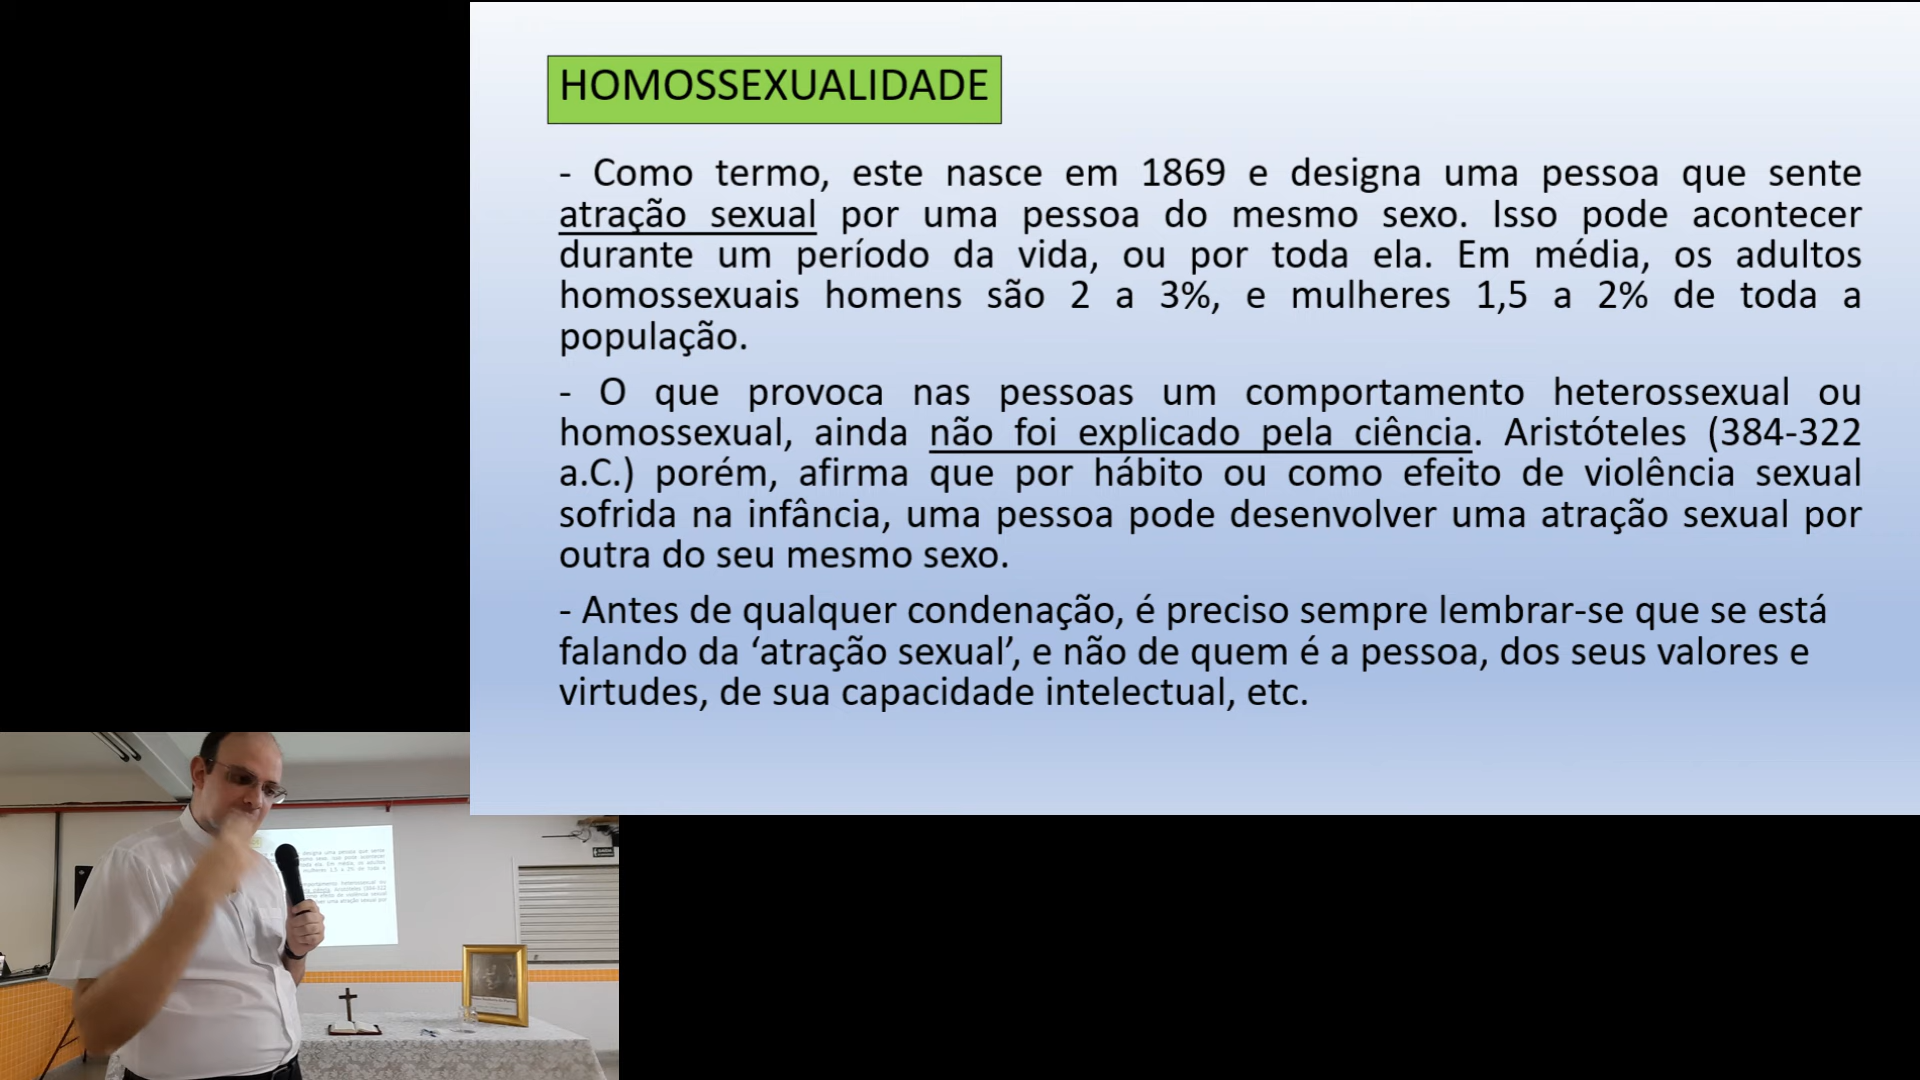 HOMOSSEXUALIDADE
- Como termo, este nasce em 1869 e designa uma pessoa que sente
atração sexual por uma pessoa do mesmo sexo. Isso pode acontecer
durante um período da vida, ou por toda ela. Em média, os adultos
homossexuais homens são 2 a 3%, e mulheres 1,5 a 2% de toda a
população.
- O que provoca nas pessoas um comportamento heterossexual ou
homossexual, ainda não foi explicado pela ciência. Aristóteles (384-322
a.C.) porém, afirma que por hábito ou como efeito de violência sexual
sofrida na infância, uma pessoa pode desenvolver uma atração sexual por
outra do seu mesmo sexo.
- Antes de qualquer condenação, é preciso sempre lembrar-se que se está
falando da ‘atração sexual’, e não de quem é a pessoa, dos seus valores e
virtudes, de sua capacidade intelectual, etc.